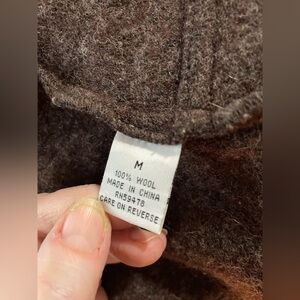 M
100% WOOL
MADE IN CHINA
RN59478
CARE ON REVERSE